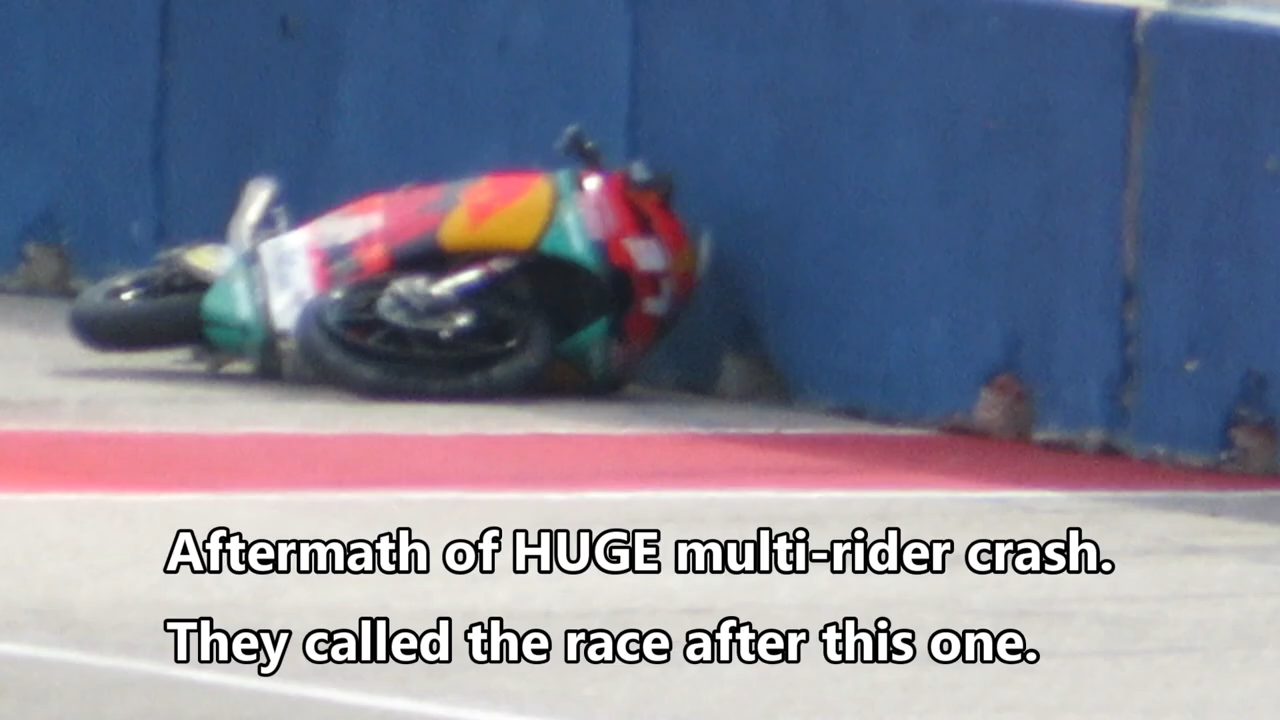 Aftermath of HUGE multi-rider crash.
They called the race after this one.